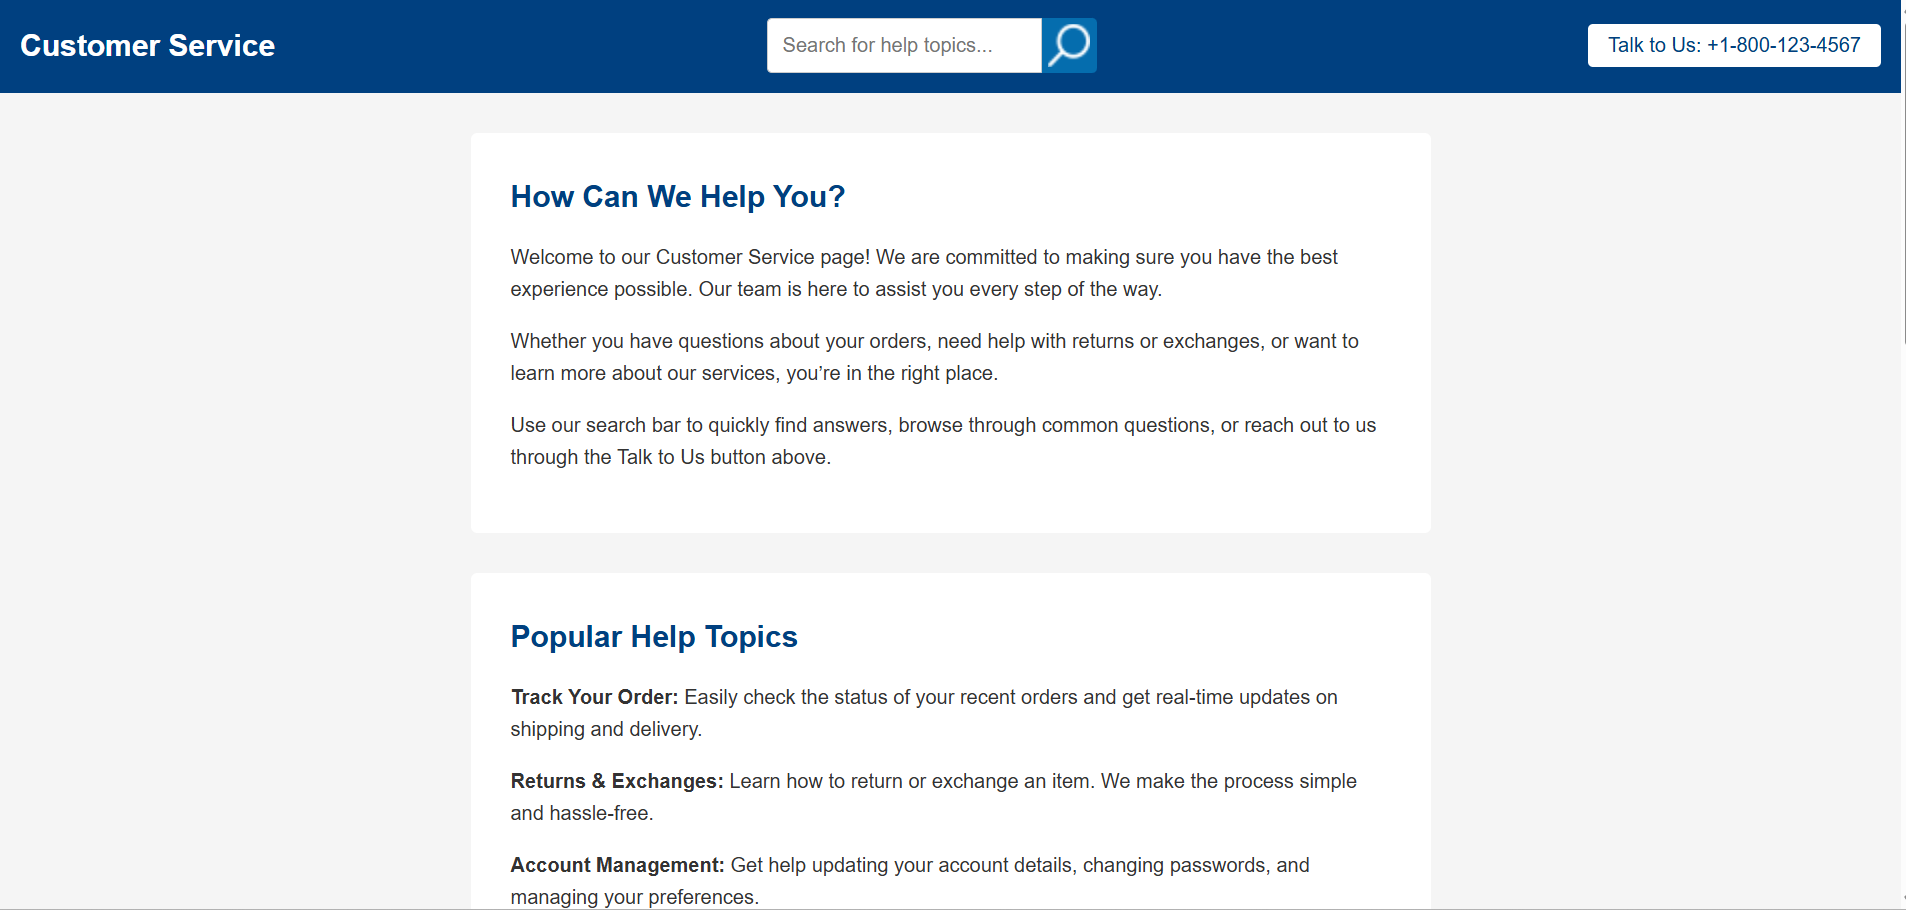 Customer Service
Search for help topics...
Talk to Us: +1-800-123-4567
How Can We Help You?
Welcome to our Customer Service page! We are committed to making sure you have the best
experience possible. Our team is here to assist you every step of the way.
Whether you have questions about your orders, need help with returns or exchanges, or want to
learn more about our services, you’re in the right place.
Use our search bar to quickly find answers, browse through common questions, or reach out to us
through the Talk to Us button above.
Popular Help Topics
Track Your Order: Easily check the status of your recent orders and get real-time updates on
shipping and delivery.
Returns & Exchanges: Learn how to return or exchange an item. We make the process simple
and hassle-free.
Account Management: Get help updating your account details, changing passwords, and
managing your preferences.